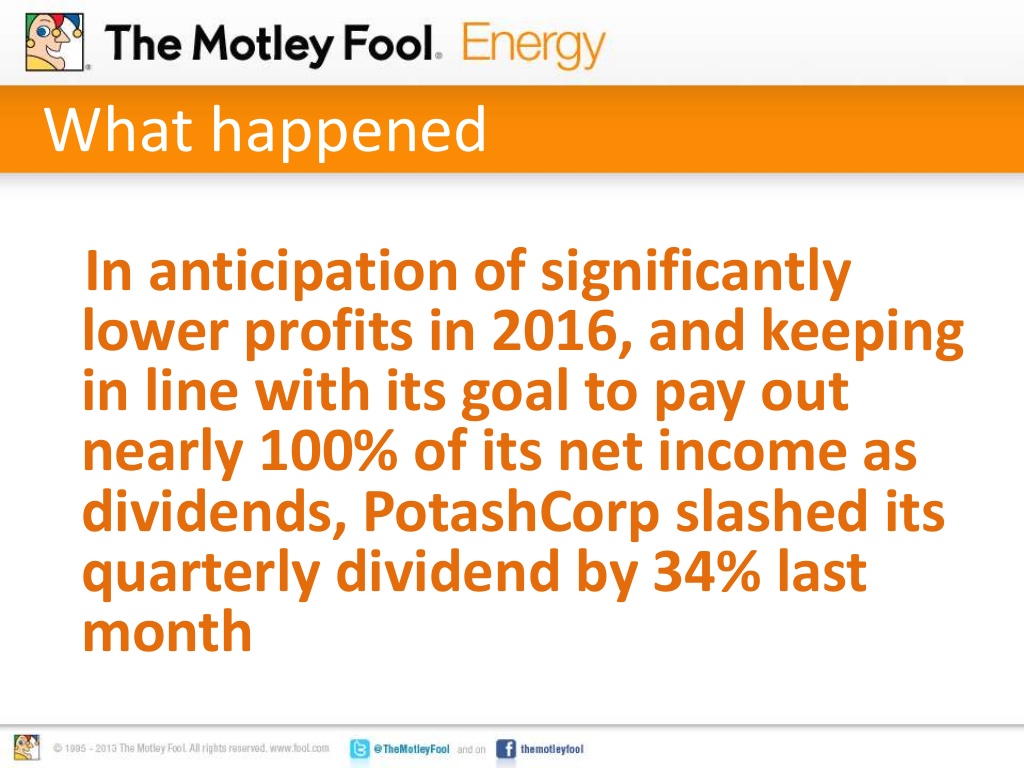 The Motley Fool® Energy
What happened
In anticipation of significantly
lower profits in 2016, and keeping
in line with its goal to pay out
nearly 100% of its net income as
dividends, PotashCorp slashed its
quarterly dividend by 34% last
month
© 1995 - 2013 The Motley Fool. All rights reserved. www.fool.com @TheMotleyFool and on themotleyfool